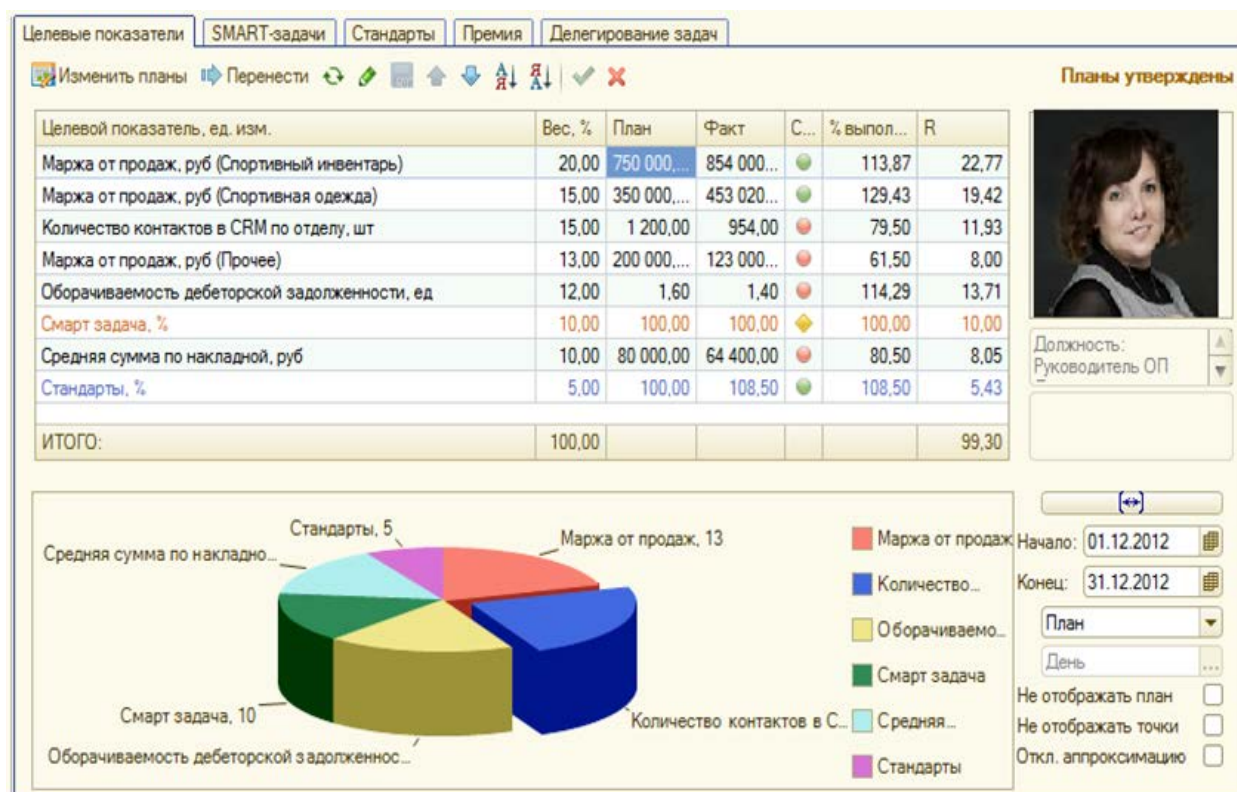 Целевые показатели SMART-задачи Стандарты Премия Делегирование задач
Изменить планы Перенести Планы утверждены
Целевой показатель, ед. изм. Вес, % План Факт С... % выпол... R
Маржа от продаж, руб (Спортивный инвентарь) 20,00 750 000,... 854 000... 113,87 22,77
Маржа от продаж, руб (Спортивная одежда) 15,00 350 000,... 453 020... 129,43 19,42
Количество контактов в CRM по отделу, шт 15,00 1 200,00 954,00 79,50 11,93
Маржа от продаж, руб (Прочее) 13,00 200 000,... 123 000... 61,50 8,00
Оборачиваемость дебеторской задолженности, ед 12,00 1,60 1,40 114,29 13,71
Смарт задача, % 10,00 100,00 100,00 100,00 10,00
Средняя сумма по накладной, руб 10,00 80 000,00 64 400,00 80,50 8,05
Стандарты, % 5,00 100,00 108,50 108,50 5,43
ИТОГО: 100,00 99,30
Должность:
Руководитель ОП
Стандарты, 5
Средняя сумма по накладно...
Маржа от продаж, 13
Смарт задача, 10
Количество контактов в С...
Оборачиваемость дебеторской задолженнос...
Маржа от продаж
Количество...
Оборачиваемо...
Смарт задача
Средняя...
Стандарты
Начало: 01.12.2012
Конец: 31.12.2012
План
День ...
Не отображать план
Не отображать точки
Откл. аппроксимацию